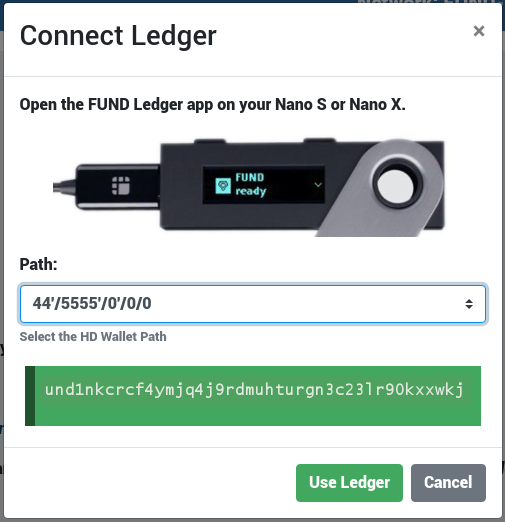 Connect Ledger
×
Open the FUND Ledger app on your Nano S or Nano X.
FUND
ready
Path:
44'/5555'/0'/0/0
Select the HD Wallet Path
und1nkcrcf4ymjq4j9rdmuhturgn3c23lr90kxxwkj
Use Ledger
Cancel